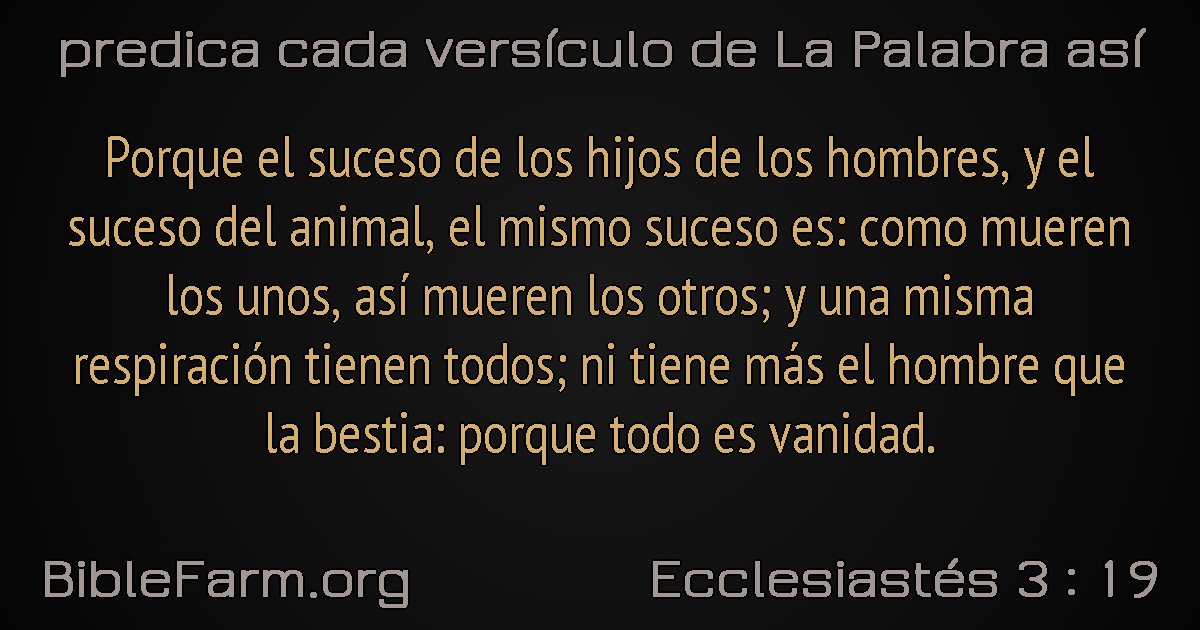 predica cada versículo de La Palabra así
Porque el suceso de los hijos de los hombres, y el
suceso del animal, el mismo suceso es: como mueren
los unos, así mueren los otros; y una misma
respiración tienen todos; ni tiene más el hombre que
la bestia: porque todo es vanidad.
BibleFarm.org
Ecclesiastés 3 : 19